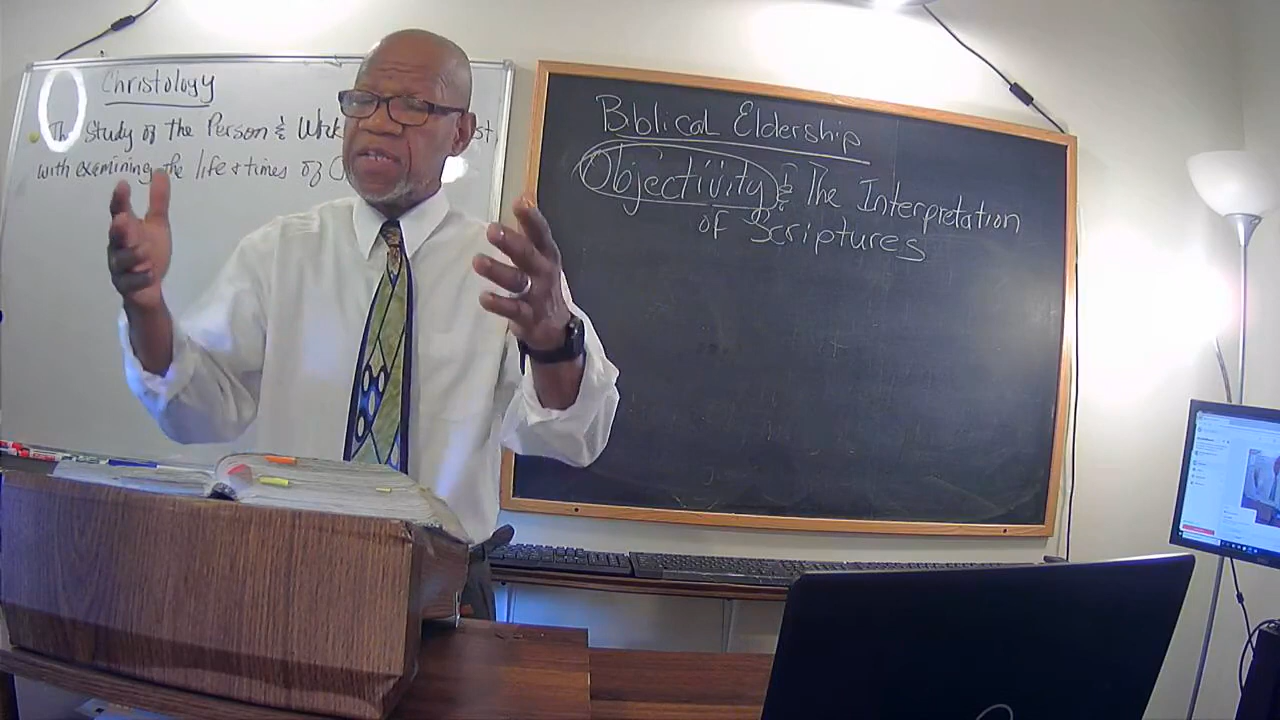 Christology
The Study of the Person & Work
with examining the life & times of
Biblical Eldership
Objectivity & The Interpretation
of Scriptures